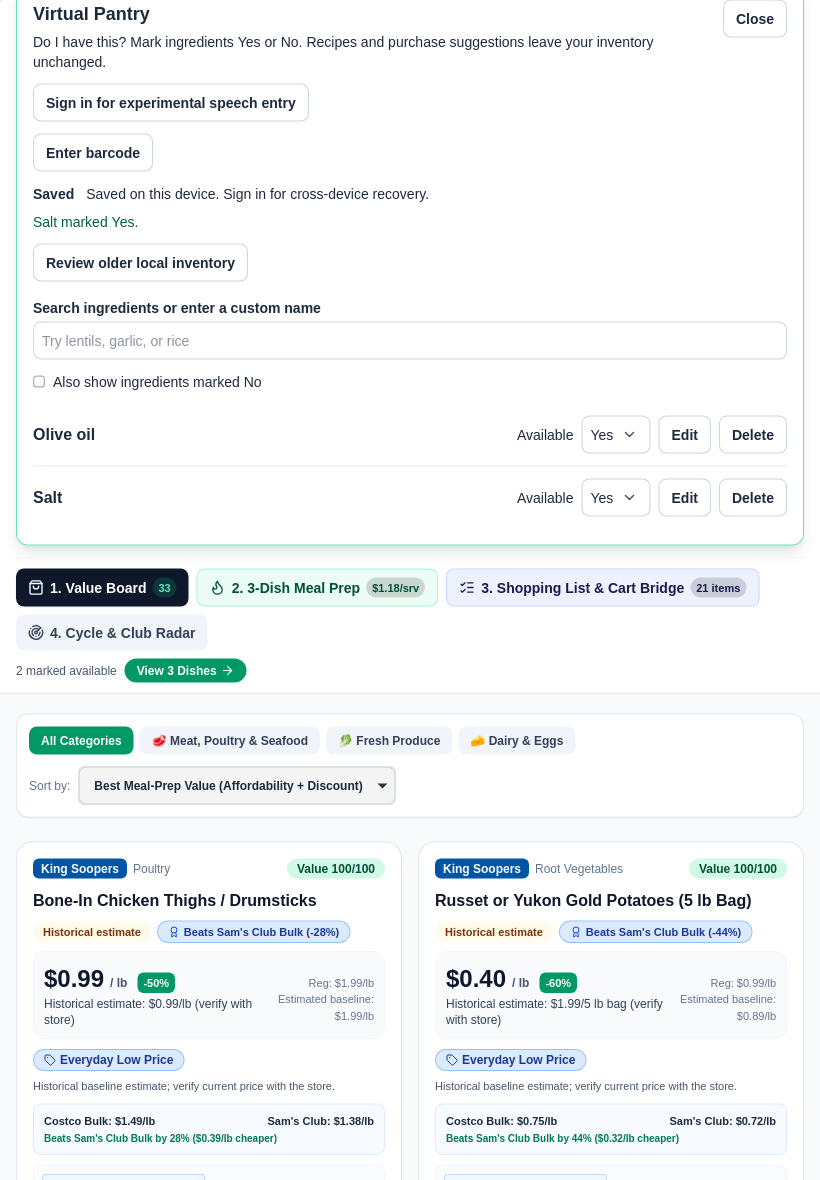 Virtual Pantry
Close
Do I have this? Mark ingredients Yes or No. Recipes and purchase suggestions leave your inventory
unchanged.
Sign in for experimental speech entry
Enter barcode
Saved Saved on this device. Sign in for cross-device recovery.
Salt marked Yes.
Review older local inventory
Search ingredients or enter a custom name
Try lentils, garlic, or rice
Also show ingredients marked No
Olive oil Available Yes Edit Delete
Salt Available Yes Edit Delete
1. Value Board 33 2. 3-Dish Meal Prep $1.18/srv 3. Shopping List & Cart Bridge 21 items
4. Cycle & Club Radar
2 marked available View 3 Dishes →
All Categories 🥩 Meat, Poultry & Seafood 🥬 Fresh Produce 🧀 Dairy & Eggs
Sort by: Best Meal-Prep Value (Affordability + Discount)
King Soopers Poultry Value 100/100
Bone-In Chicken Thighs / Drumsticks
Historical estimate Beats Sam's Club Bulk (-28%)
$0.99 / lb -50%
Historical estimate: $0.99/lb (verify with
store)
Reg: $1.99/lb
Estimated baseline:
$1.99/lb
Everyday Low Price
Historical baseline estimate; verify current price with the store.
Costco Bulk: $1.49/lb Sam's Club: $1.38/lb
Beats Sam's Club Bulk by 28% ($0.39/lb cheaper)
King Soopers Root Vegetables Value 100/100
Russet or Yukon Gold Potatoes (5 lb Bag)
Historical estimate Beats Sam's Club Bulk (-44%)
$0.40 / lb -60%
Historical estimate: $1.99/5 lb bag (verify
with store)
Reg: $0.99/lb
Estimated baseline:
$0.89/lb
Everyday Low Price
Historical baseline estimate; verify current price with the store.
Costco Bulk: $0.75/lb Sam's Club: $0.72/lb
Beats Sam's Club Bulk by 44% ($0.32/lb cheaper)